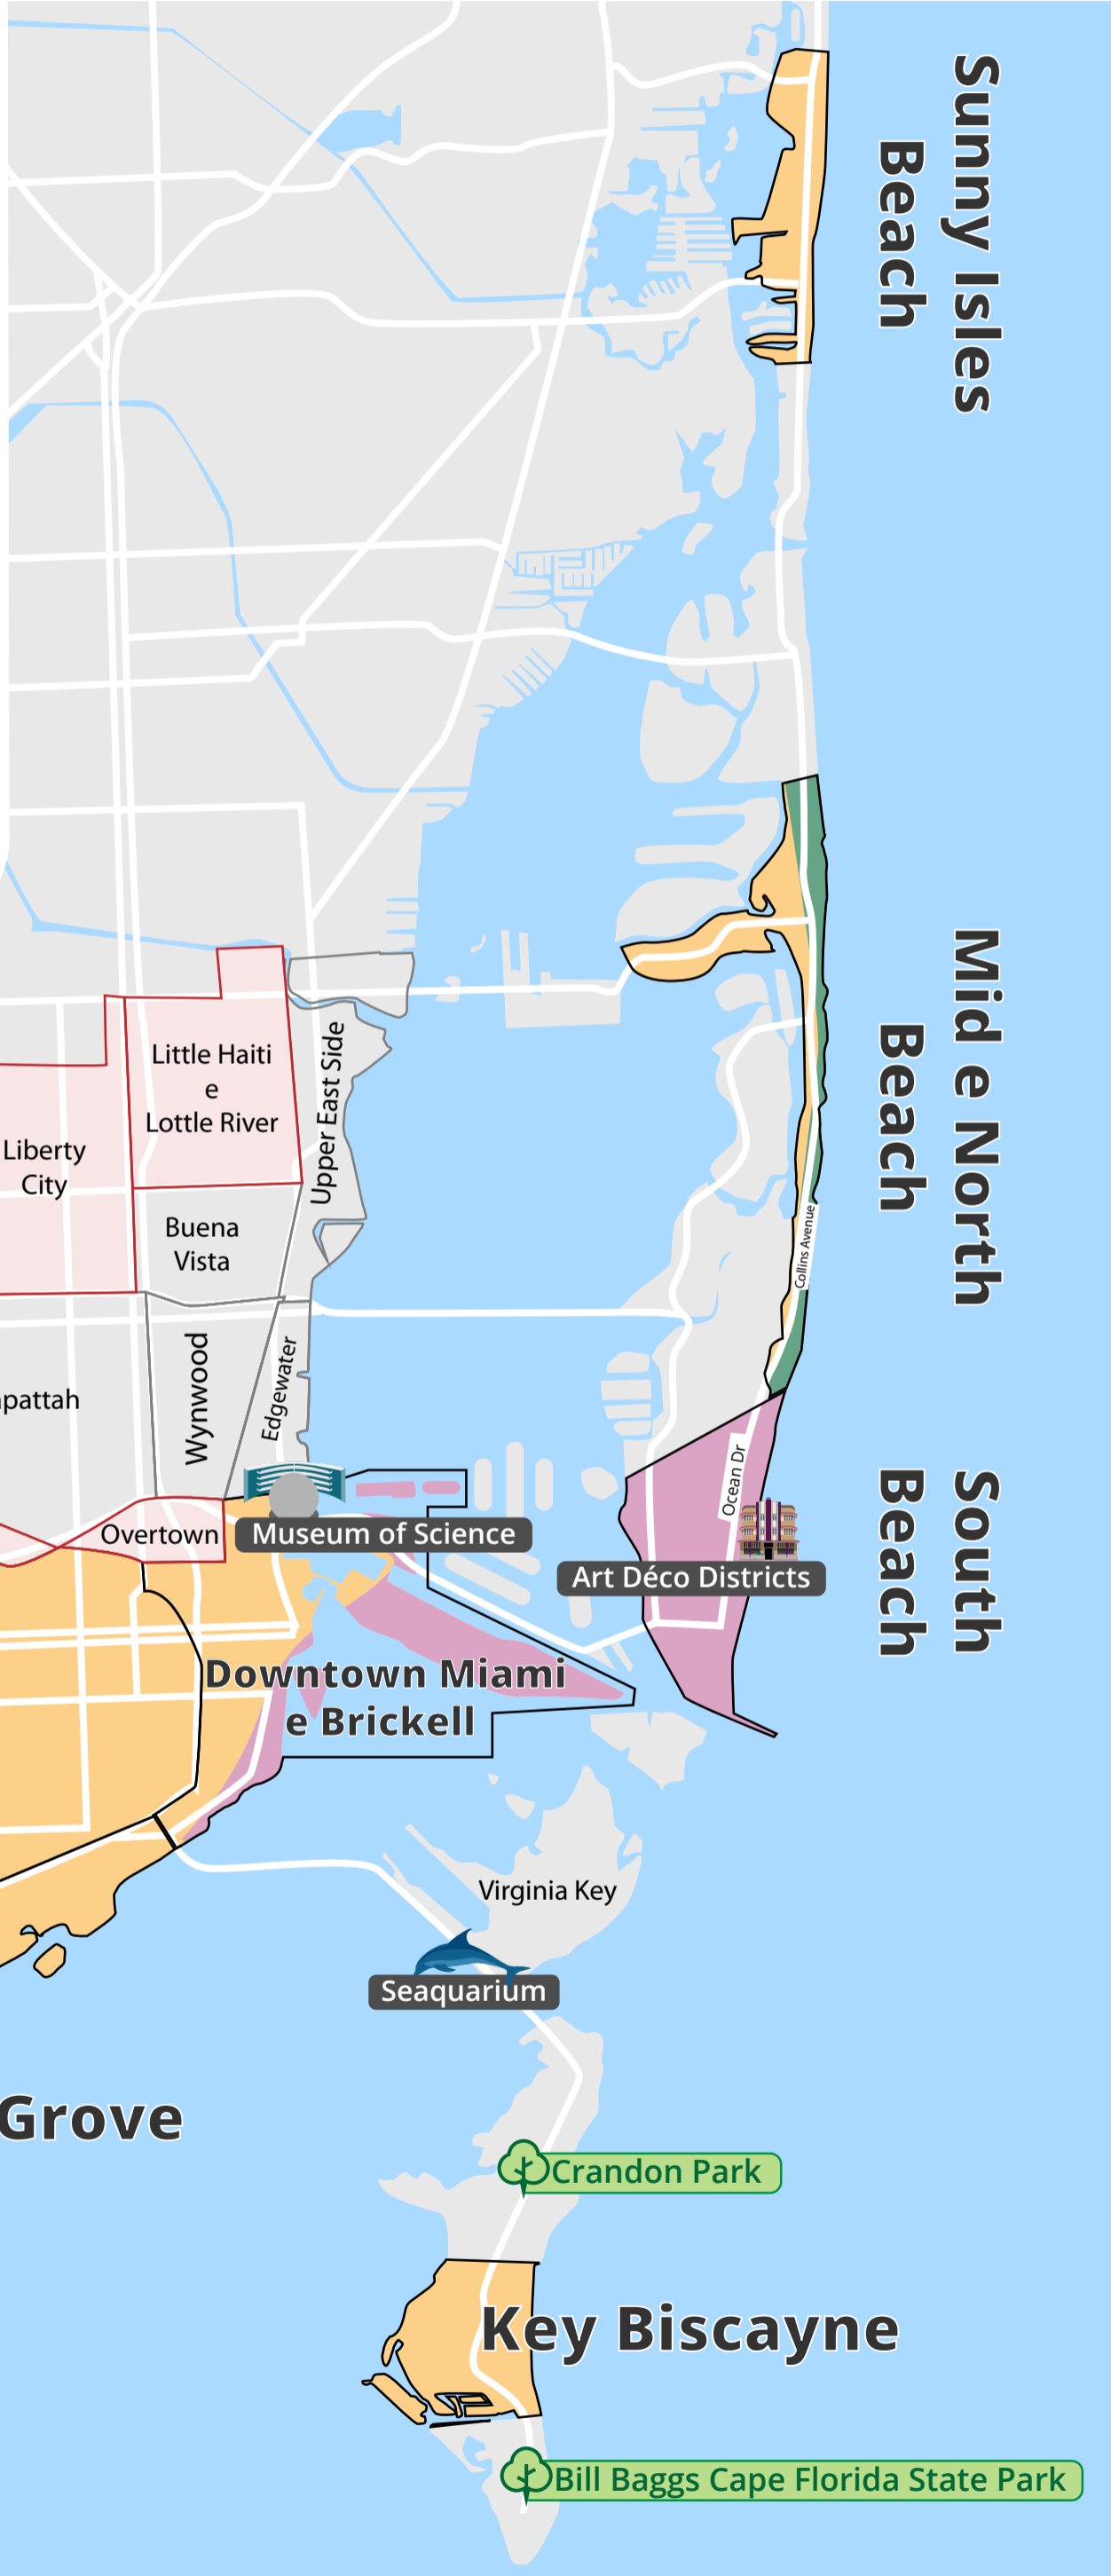 Sunny Isles
Beach
Mid e North
Beach
Little Haiti
e
Lottle River
Upper East Side
Liberty
City
Buena
Vista
Collins Avenue
Wynwood
Edgewater
pattah
Ocean Dr
South
Beach
Overtown
Museum of Science
Art Déco Districts
Downtown Miami
e Brickell
Virginia Key
Seaquarium
Grove
Crandon Park
Key Biscayne
Bill Baggs Cape Florida State Park